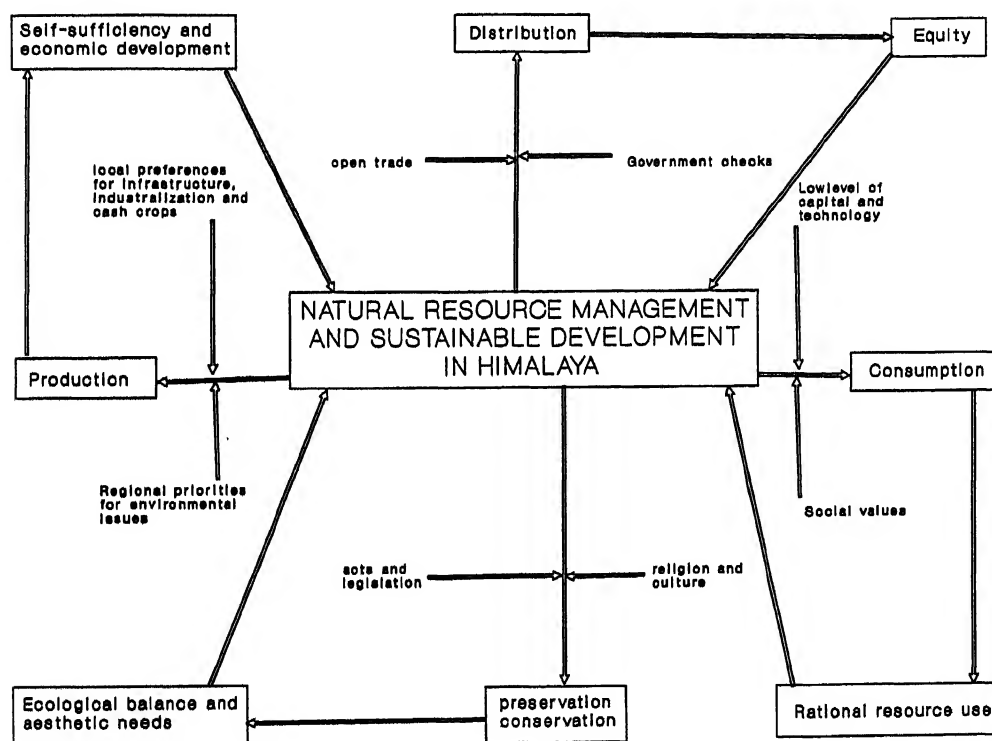 Self-sufficiency and
economic development
Distribution
Equity
open trade
Government checks
local preferences
for infrastructure,
industralization and
cash crops
Lowlevel of
capital and
technology
NATURAL RESOURCE MANAGEMENT
AND SUSTAINABLE DEVELOPMENT
IN HIMALAYA
Production
Consumption
Regional priorities
for environmental
issues
Social values
acts and
legislation
religion and
culture
Ecological balance and
aesthetic needs
preservation
conservation
Rational resource use